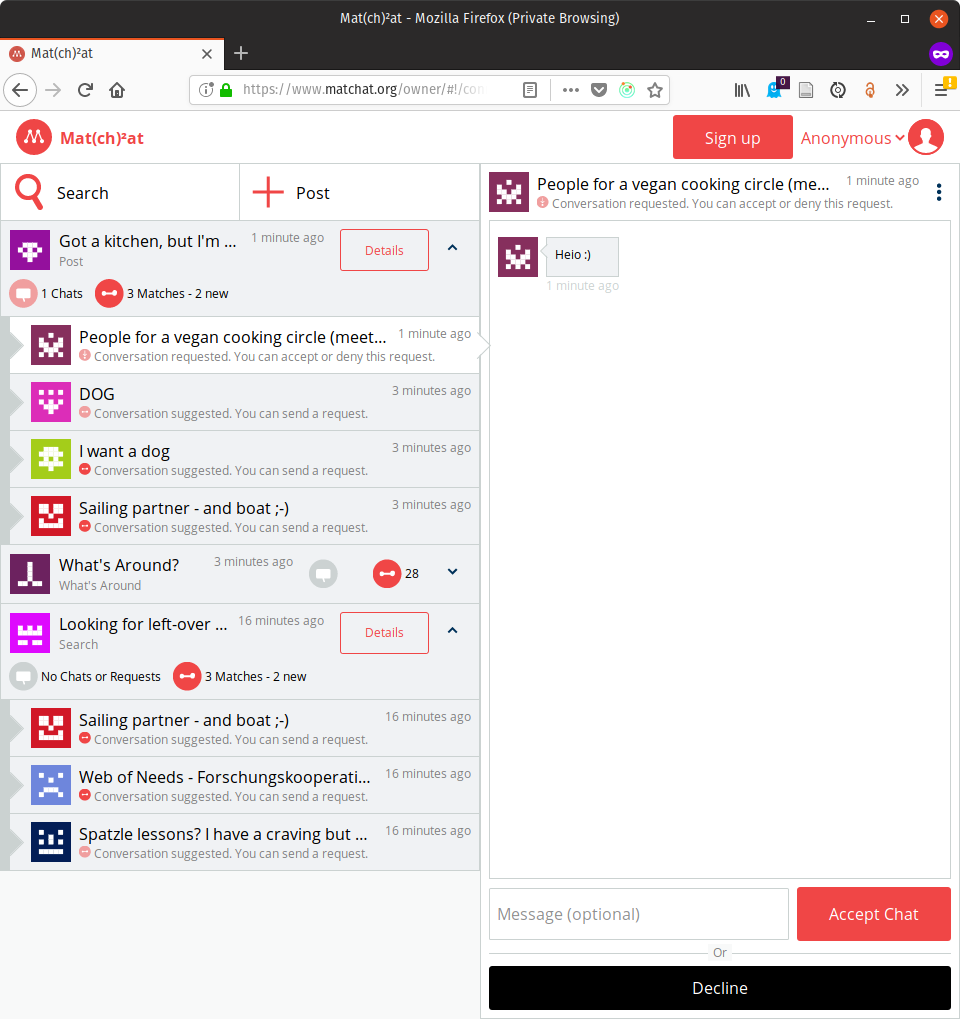 Mat(ch)²at - Mozilla Firefox (Private Browsing)
Mat(ch)²at
https://www.matchat.org/owner/#!/con
0
Mat(ch)²at
Sign up
Anonymous
Search
Post
Got a kitchen, but I'm ...
1 minute ago
Post
Details
1 Chats
3 Matches - 2 new
People for a vegan cooking circle (meet...
1 minute ago
Conversation requested. You can accept or deny this request.
DOG
3 minutes ago
Conversation suggested. You can send a request.
I want a dog
3 minutes ago
Conversation suggested. You can send a request.
Sailing partner - and boat ;-)
3 minutes ago
Conversation suggested. You can send a request.
What's Around?
3 minutes ago
What's Around
28
Looking for left-over ...
16 minutes ago
Search
Details
No Chats or Requests
3 Matches - 2 new
Sailing partner - and boat ;-)
16 minutes ago
Conversation suggested. You can send a request.
Web of Needs - Forschungskooperati...
16 minutes ago
Conversation suggested. You can send a request.
Spatzle lessons? I have a craving but ...
16 minutes ago
Conversation suggested. You can send a request.
People for a vegan cooking circle (me...
1 minute ago
Conversation requested. You can accept or deny this request.
Heio :)
1 minute ago
Message (optional)
Accept Chat
Or
Decline